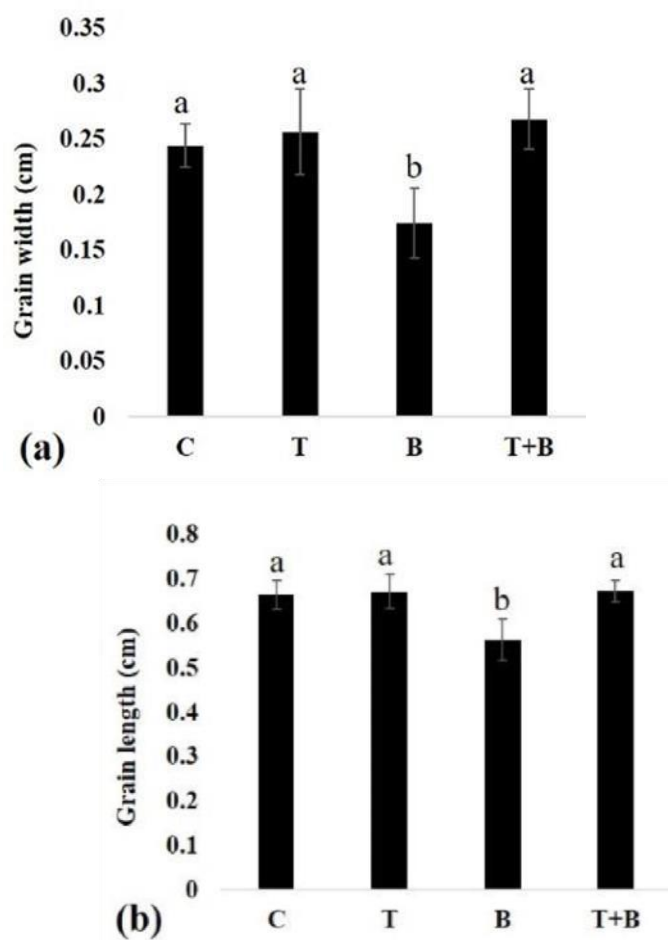 0.35
0.3
0.25
0.2
0.15
0.1
0.05
0
Grain width (cm)
a
a
b
a
C T B T+B
(a)
0.8
0.7
0.6
0.5
0.4
0.3
0.2
0.1
0
Grain length (cm)
a
a
b
a
C T B T+B
(b)